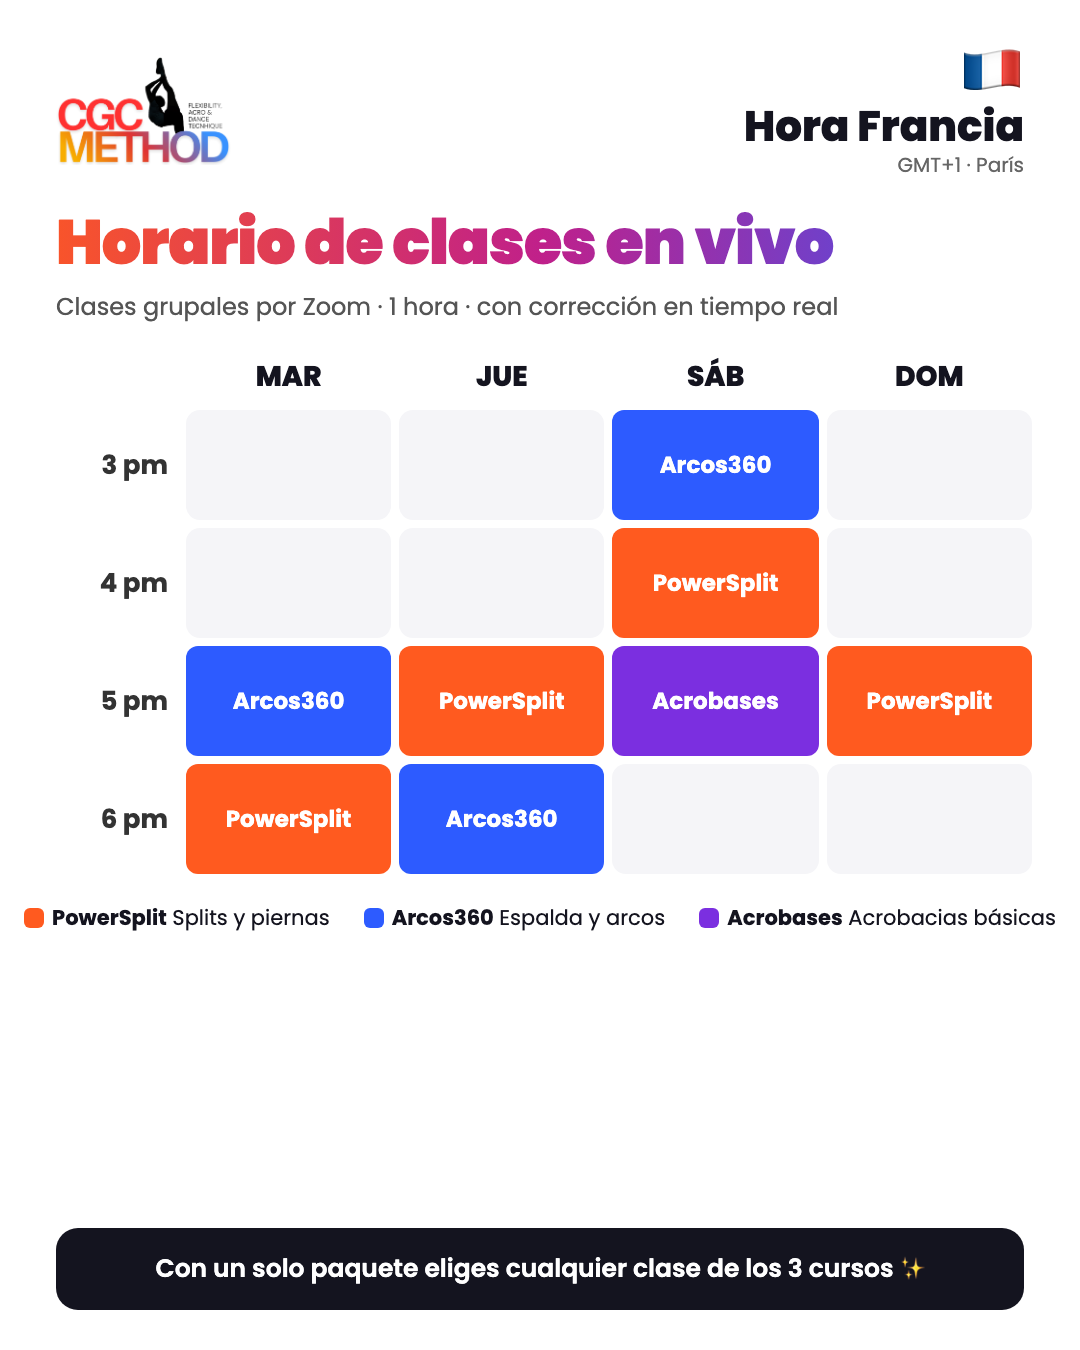 CGC
METHOD
FLEXIBILITY,
ACRO &
DANCE
TECNHIQUE
Hora Francia
GMT+1 · París
Horario de clases en vivo
Clases grupales por Zoom · 1 hora · con corrección en tiempo real
MAR JUE SÁB DOM
3 pm Arcos360
4 pm PowerSplit
5 pm Arcos360 PowerSplit Acrobases PowerSplit
6 pm PowerSplit Arcos360
PowerSplit Splits y piernas Arcos360 Espalda y arcos Acrobases Acrobacias básicas
Con un solo paquete eliges cualquier clase de los 3 cursos ✨